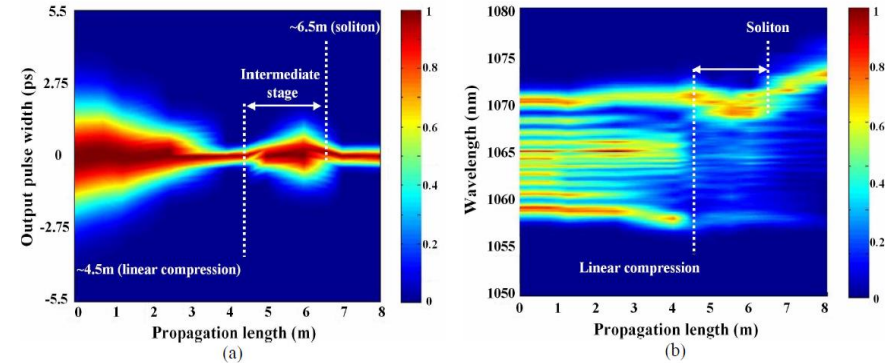 5.5
2.75
0
-2.75
-5.5
Output pulse width (ps)
~6.5m (soliton)
Intermediate
stage
~4.5m (linear compression)
0 1 2 3 4 5 6 7 8
Propagation length (m)
(a)
1
0.8
0.6
0.4
0.2
0
1080
1075
1070
1065
1060
1055
1050
Wavelength (nm)
Soliton
Linear compression
0 1 2 3 4 5 6 7 8
Propagation length (m)
(b)
1
0.8
0.6
0.4
0.2
0